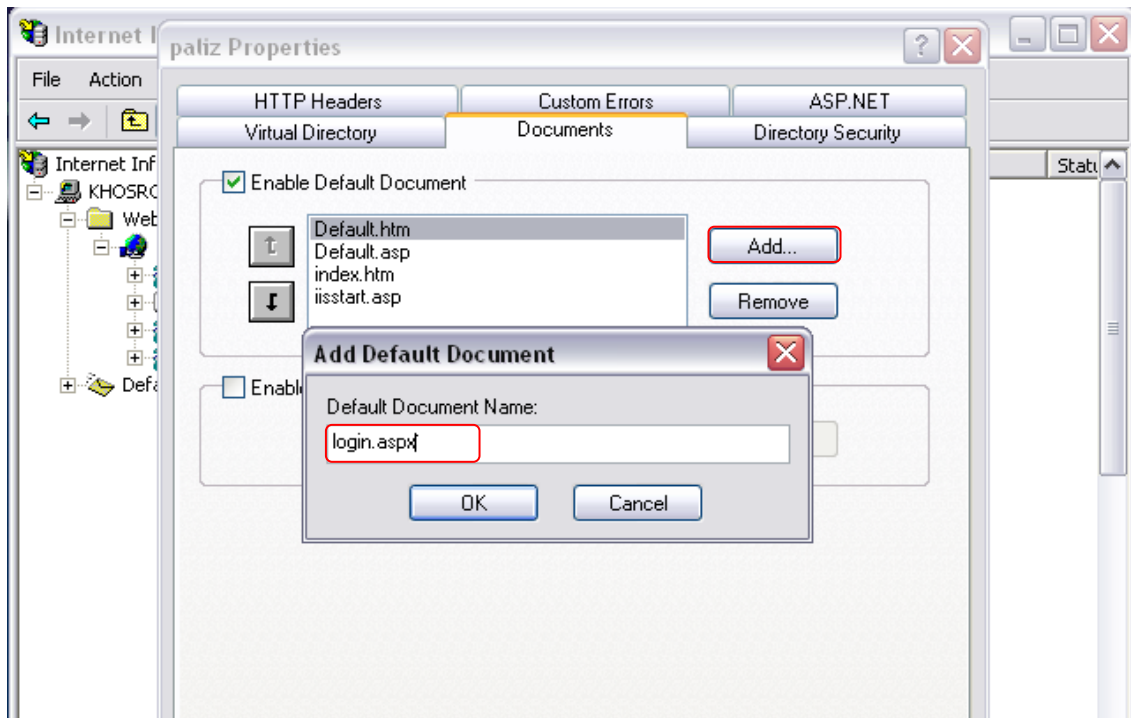 Internet I
paliz Properties
File Action
HTTP Headers Custom Errors ASP.NET
Virtual Directory Documents Directory Security
Internet Inf
Statu
KHOSRO
Web
Defa
Enable Default Document
Default.htm
Default.asp
index.htm
iisstart.asp
Add...
Remove
Add Default Document
Enabl
Default Document Name:
login.aspx
OK Cancel